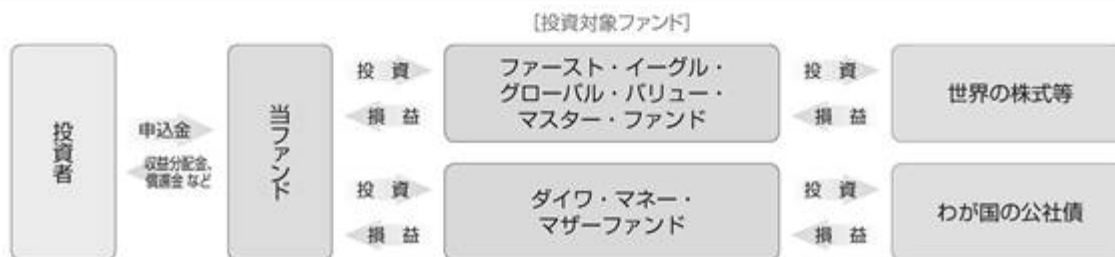 [投資対象ファンド]
投資者
申込金
収益分配金、
償還金 など
当ファンド
投 資
損 益
ファースト・イーグル・
グローバル・バリュー・
マスター・ファンド
投 資
損 益
世界の株式等
投 資
損 益
ダイワ・マネー・
マザーファンド
投 資
損 益
わが国の公社債